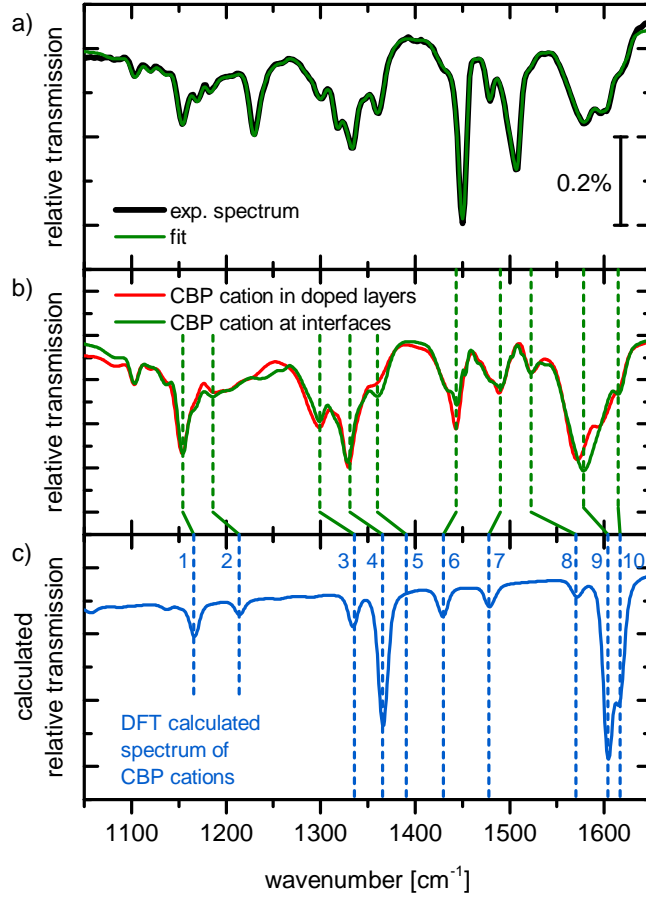 a)
relative transmission
0.2%
exp. spectrum
fit
b)
relative transmission
CBP cation in doped layers
CBP cation at interfaces
c)
calculated
relative transmission
1 2 3 4 5 6 7 8 9 10
DFT calculated
spectrum of
CBP cations
1100 1200 1300 1400 1500 1600
wavenumber [cm⁻¹]